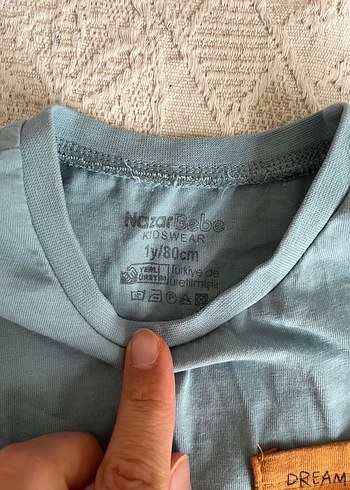 NazarBebe
KIDSWEAR
1y/80cm
YERLİ
ÜRETİM
Türkiye de
üretilmiştir
DREAM